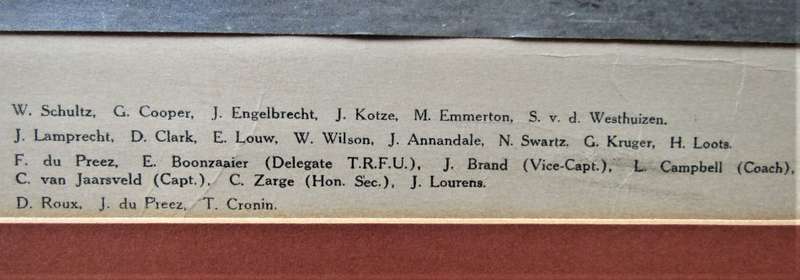 W. Schultz, G. Cooper, J. Engelbrecht, J. Kotze, M. Emmerton, S. v. d. Westhuizen.
J. Lamprecht, D. Clark, E. Louw, W. Wilson, J. Annandale, N. Swartz, G. Kruger, H. Loots.
F. du Preez, E. Boonzaaier (Delegate T.R.F.U.), J. Brand (Vice-Capt.), L. Campbell (Coach),
C. van Jaarsveld (Capt.), C. Zarge (Hon. Sec.), J. Lourens.
D. Roux, J. du Preez, T. Cronin.